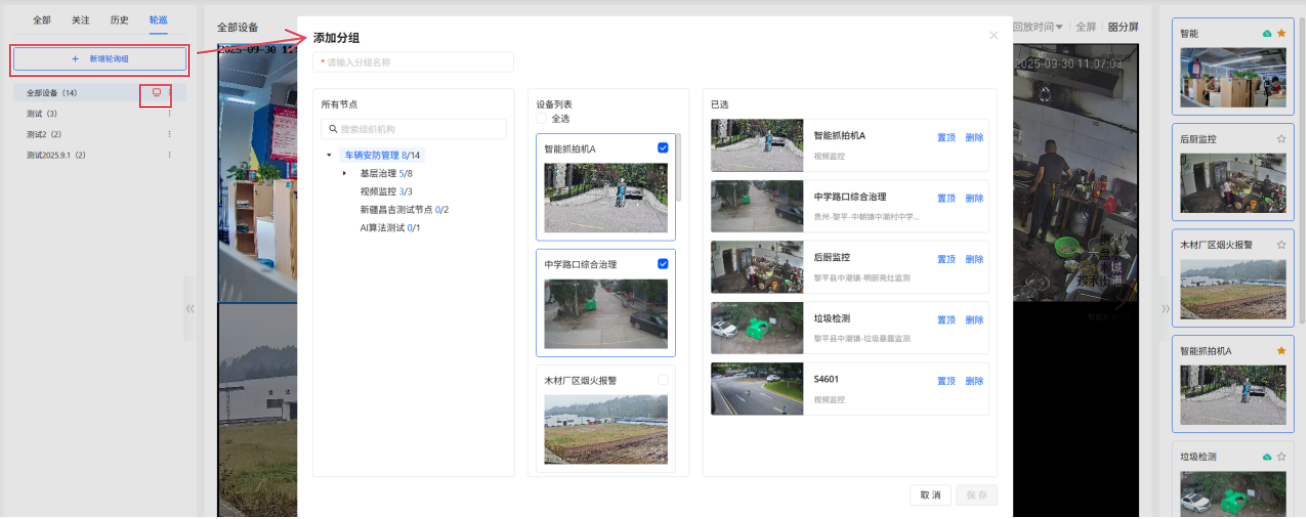 全部 关注 历史 轮巡
+ 新增轮询组
全部设备（14）
测试（3）
测试2（2）
测试2025.9.1（2）
全部设备
回放时间 全屏 分屏
2025-09-30 11:07:03
添加分组
* 请输入分组名称
所有节点
搜索组织机构
车辆安防管理 8/14
基层治理 5/8
视频监控 3/3
新疆昌吉测试节点 0/2
AI算法测试 0/1
设备列表
全选
智能抓拍机A
中学路口综合治理
木材厂区烟火报警
已选
智能抓拍机A
视频监控
置顶 删除
中学路口综合治理
贵州-黎平-中朝镇中潮村中学...
置顶 删除
后厨监控
黎平县中潮镇-明厨亮灶监测
置顶 删除
垃圾检测
黎平县中潮镇-垃圾暴露监测
置顶 删除
S4601
视频监控
置顶 删除
取 消
保 存
智能
后厨监控
木材厂区烟火报警
智能抓拍机A
垃圾检测